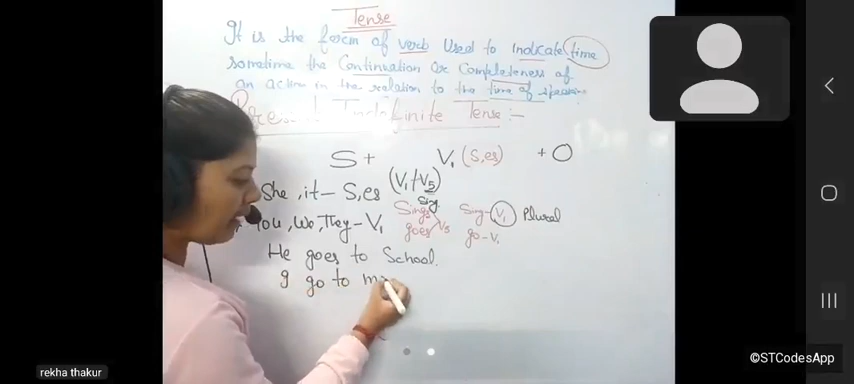 Tense
It is the form of verb Used to indicate time
sometime the Continuation Or Completeness of
an action in the relation to the time of
Indefinite Tense :-
S + V₁ (S,es) + O
(V₁+V5)
She, it – S,es
Sing
Sings Sing – V₁ Plural
You, We, They – V₁ goes V5 go – V₁
He goes to School.
I go to
rekha thakur
©STCodesApp